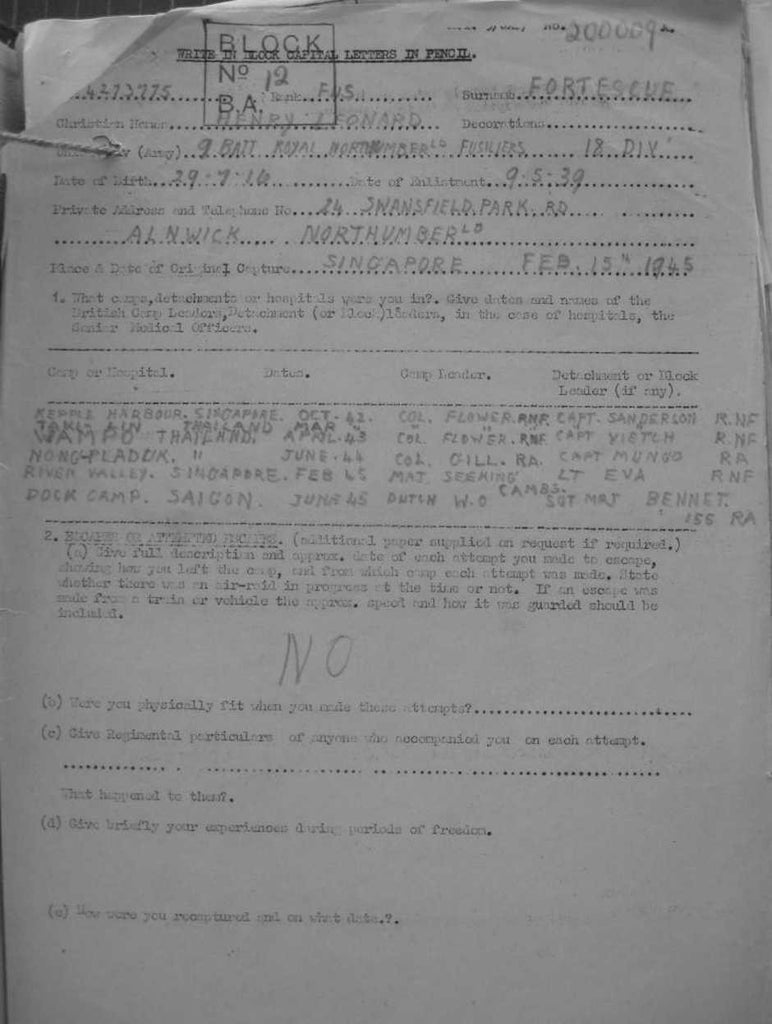 NO. 200009
WRITE IN BLOCK CAPITAL LETTERS IN PENCIL.
BLOCK
No 12
B.A.
4273775 Rank FUS. Surname FORTESCUE
Christian Names HENRY LEONARD Decorations
(Army) 9 BATT ROYAL NORTHUMBERLD FUSILIERS 18 DIV
Date of Birth 29-7-14 Date of Enlistment 9.5.39
Private Address and Telephone No. 24 SWANSFIELD PARK RD
ALNWICK NORTHUMBERLD
Place & Date of Original Capture SINGAPORE FEB. 15TH 1945
1. What camps, detachments or hospitals were you in?. Give dates and names of the
British Camp Leaders, Detachment (or Block) leaders, in the case of hospitals, the
Senior Medical Officers.
Camp or Hospital. Dates. Camp Leader. Detachment or Block
Leader (if any).
KEPPLE HARBOUR. SINGAPORE. OCT. 42. COL. FLOWER. RNF CAPT. SANDERSON R.NF
THAILAND MAR " " "
WAMPO THAILAND. APRIL. 43 COL. FLOWER. RNF CAPT VIETCH R.NF
NONG-PLADUK. " JUNE. 44 COL. GILL. RA. CAPT MUNGO RA
RIVER VALLEY. SINGAPORE. FEB 45 MAJ. SEEKING CAMBS. LT EVA RNF
DOCK CAMP. SAIGON. JUNE 45 DUTCH W.O SGT MAJ BENNET.
155 RA
2. ESCAPES OR ATTEMPTED ESCAPES. (additional paper supplied on request if required.)
(a) Give full description and approx. date of each attempt you made to escape,
showing how you left the camp, and from which camp each attempt was made. State
whether there was an air-raid in progress at the time or not. If an escape was
made from a train or vehicle the approx. speed and how it was guarded should be
included.
NO
(b) Were you physically fit when you made these attempts?
(c) Give Regimental particulars of anyone who accompanied you on each attempt.
What happened to them?.
(d) Give briefly your experiences during periods of freedom.
(e) How were you recaptured and on what date.?.